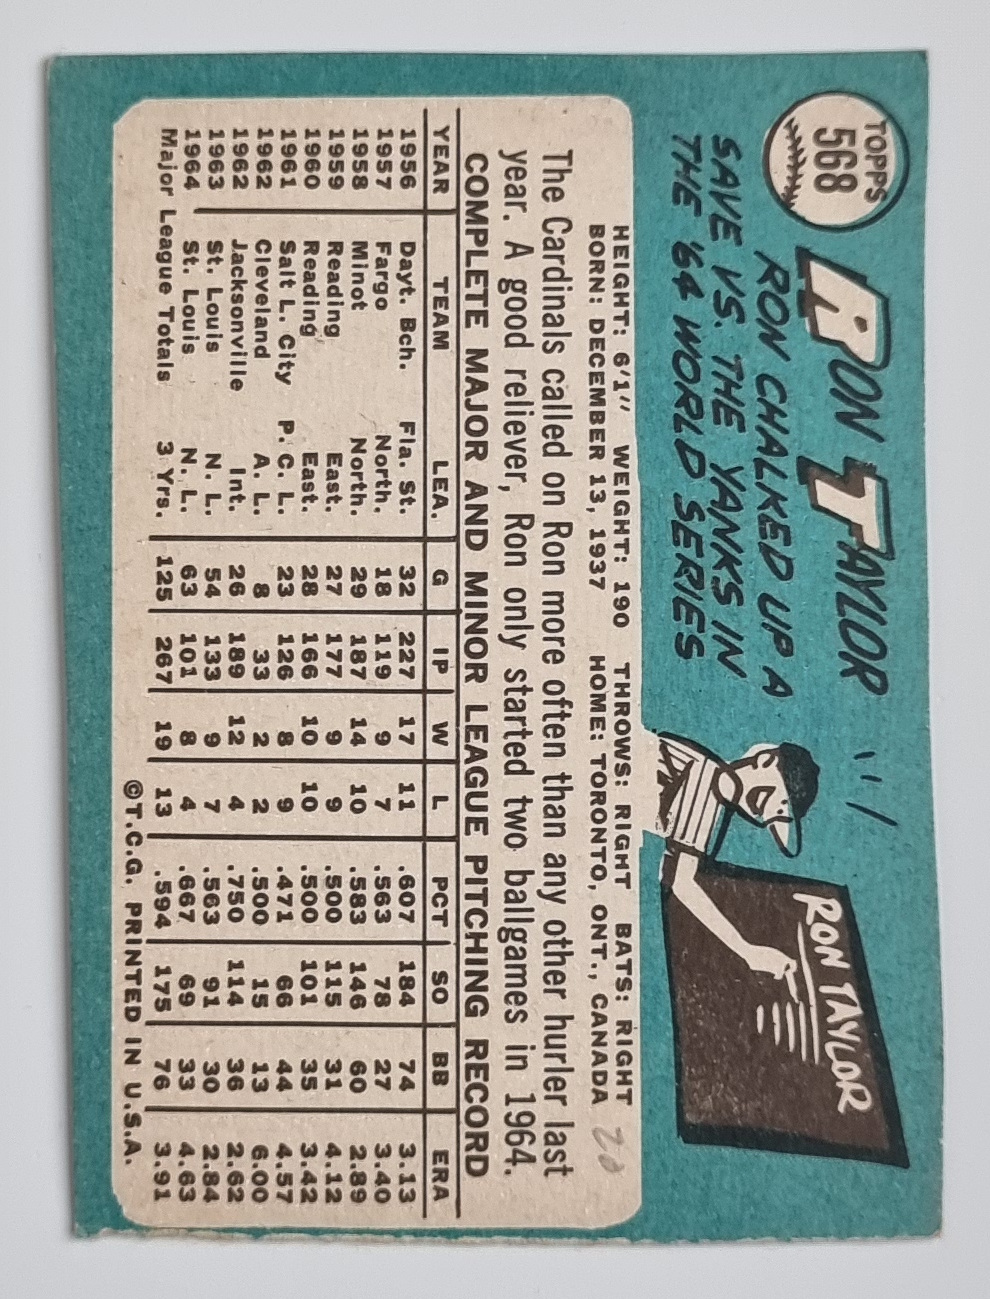 TOPPS
568
RON TAYLOR
RON CHALKED UP A
SAVE VS. THE YANKS IN
THE '64 WORLD SERIES
RON TAYLOR
HEIGHT: 6'1" WEIGHT: 190 THROWS: RIGHT BATS: RIGHT
BORN: DECEMBER 13, 1937 HOME: TORONTO, ONT., CANADA
20
The Cardinals called on Ron more often than any other hurler last
year. A good reliever, Ron only started two ballgames in 1964.
COMPLETE MAJOR AND MINOR LEAGUE PITCHING RECORD
YEAR TEAM LEA. G IP W L PCT SO BB ERA
1956 Dayt. Bch. Fla. St. 32 227 17 11 .607 184 74 3.13
1957 Fargo North. 18 119 9 7 .563 78 27 3.40
1958 Minot North. 29 187 14 10 .583 146 60 2.89
1959 Reading East. 27 177 9 9 .500 115 31 4.12
1960 Reading East. 28 166 10 10 .500 101 35 3.42
1961 Salt L. City P. C. L. 23 126 8 9 .471 66 44 4.57
1962 Cleveland A. L. 8 33 2 2 .500 15 13 6.00
1962 Jacksonville Int. 26 189 12 4 .750 114 36 2.62
1963 St. Louis N. L. 54 133 9 7 .563 91 30 2.84
1964 St. Louis N. L. 63 101 8 4 .667 69 33 4.63
Major League Totals 3 Yrs. 125 267 19 13 .594 175 76 3.91
©T.C.G. PRINTED IN U.S.A.